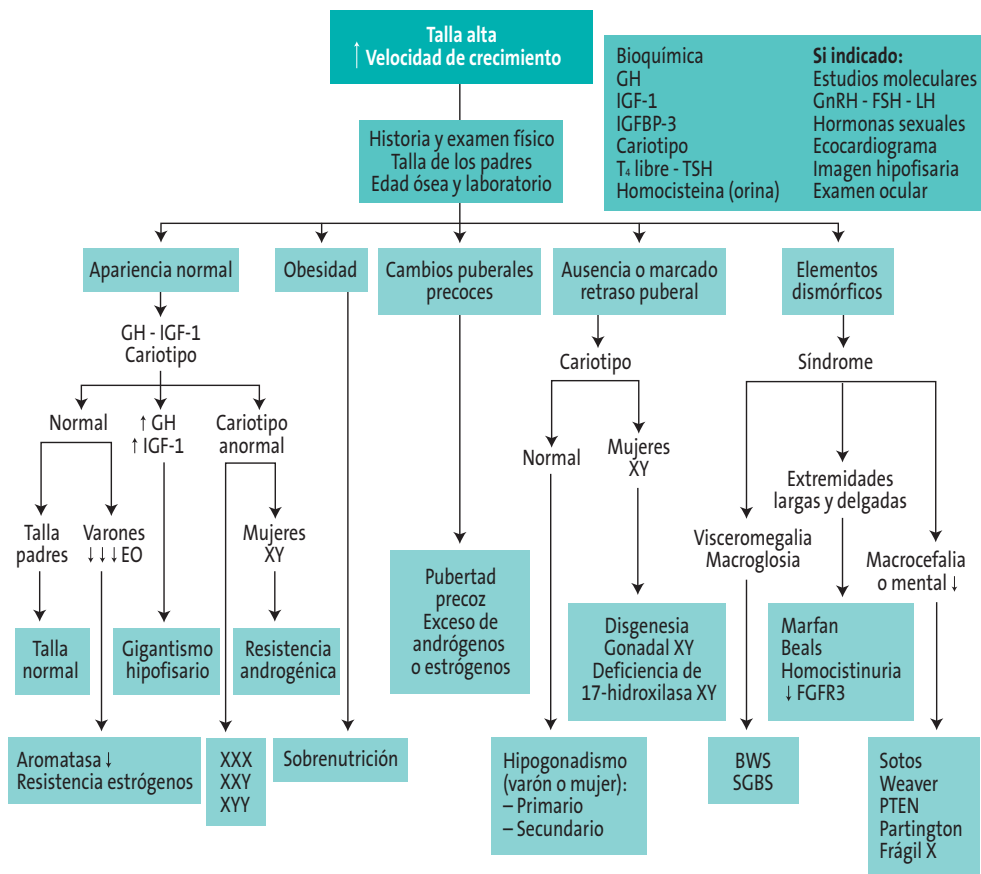 Talla alta
↑ Velocidad de crecimiento
Bioquímica
GH
IGF-1
IGFBP-3
Cariotipo
T₄ libre - TSH
Homocisteina (orina)
Si indicado:
Estudios moleculares
GnRH - FSH - LH
Hormonas sexuales
Ecocardiograma
Imagen hipofisaria
Examen ocular
Historia y examen físico
Talla de los padres
Edad ósea y laboratorio
Apariencia normal
Obesidad
Cambios puberales
precoces
Ausencia o marcado
retraso puberal
Elementos
dismórficos
GH - IGF-1
Cariotipo
Cariotipo
Síndrome
Normal
↑ GH
↑ IGF-1
Cariotipo
anormal
Normal
Mujeres
XY
Extremidades
largas y delgadas
Talla
padres
Varones
↓↓↓EO
Mujeres
XY
Visceromegalia
Macroglosia
Macrocefalia
o mental ↓
Talla
normal
Gigantismo
hipofisario
Resistencia
androgénica
Pubertad
precoz
Exceso de
andrógenos
o estrógenos
Disgenesia
Gonadal XY
Deficiencia de
17-hidroxilasa XY
Marfan
Beals
Homocistinuria
↓ FGFR3
Aromatasa ↓
Resistencia estrógenos
XXX
XXY
XYY
Sobrenutrición
Hipogonadismo
(varón o mujer):
– Primario
– Secundario
BWS
SGBS
Sotos
Weaver
PTEN
Partington
Frágil X